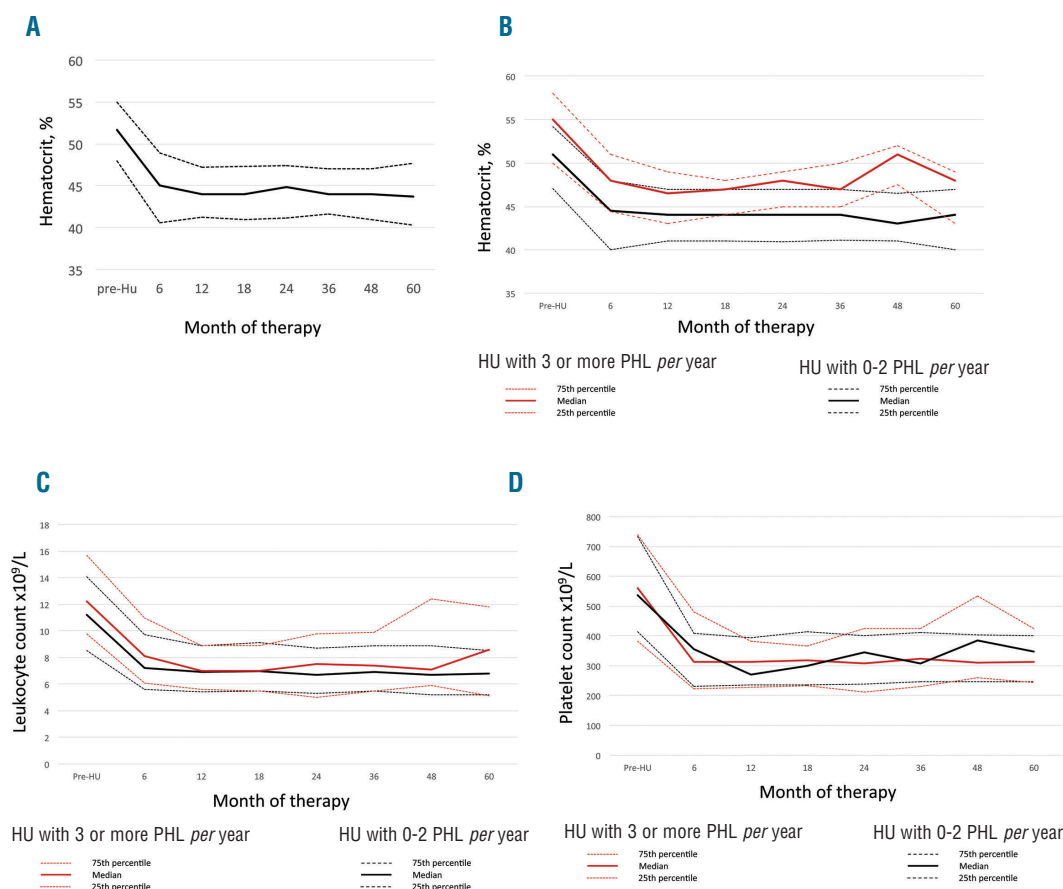 A
60
55
50
45
40
35
Hematocrit, %
pre-Hu 6 12 18 24 36 48 60
Month of therapy
B
60
55
50
45
40
35
Hematocrit, %
Pre-HU 6 12 18 24 36 48 60
Month of therapy
HU with 3 or more PHL per year
75th percentile
Median
25th percentile
HU with 0-2 PHL per year
75th percentile
Median
25th percentile
C
18
16
14
12
10
8
6
4
2
0
Leukocyte count x10⁹/L
Pre-HU 6 12 18 24 36 48 60
Month of therapy
HU with 3 or more PHL per year
75th percentile
Median
25th percentile
HU with 0-2 PHL per year
75th percentile
Median
25th percentile
D
800
700
600
500
400
300
200
100
0
Platelet count x10⁹/L
Pre-HU 6 12 18 24 36 48 60
Month of therapy
HU with 3 or more PHL per year
75th percentile
Median
25th percentile
HU with 0-2 PHL per year
75th percentile
Median
25th percentile